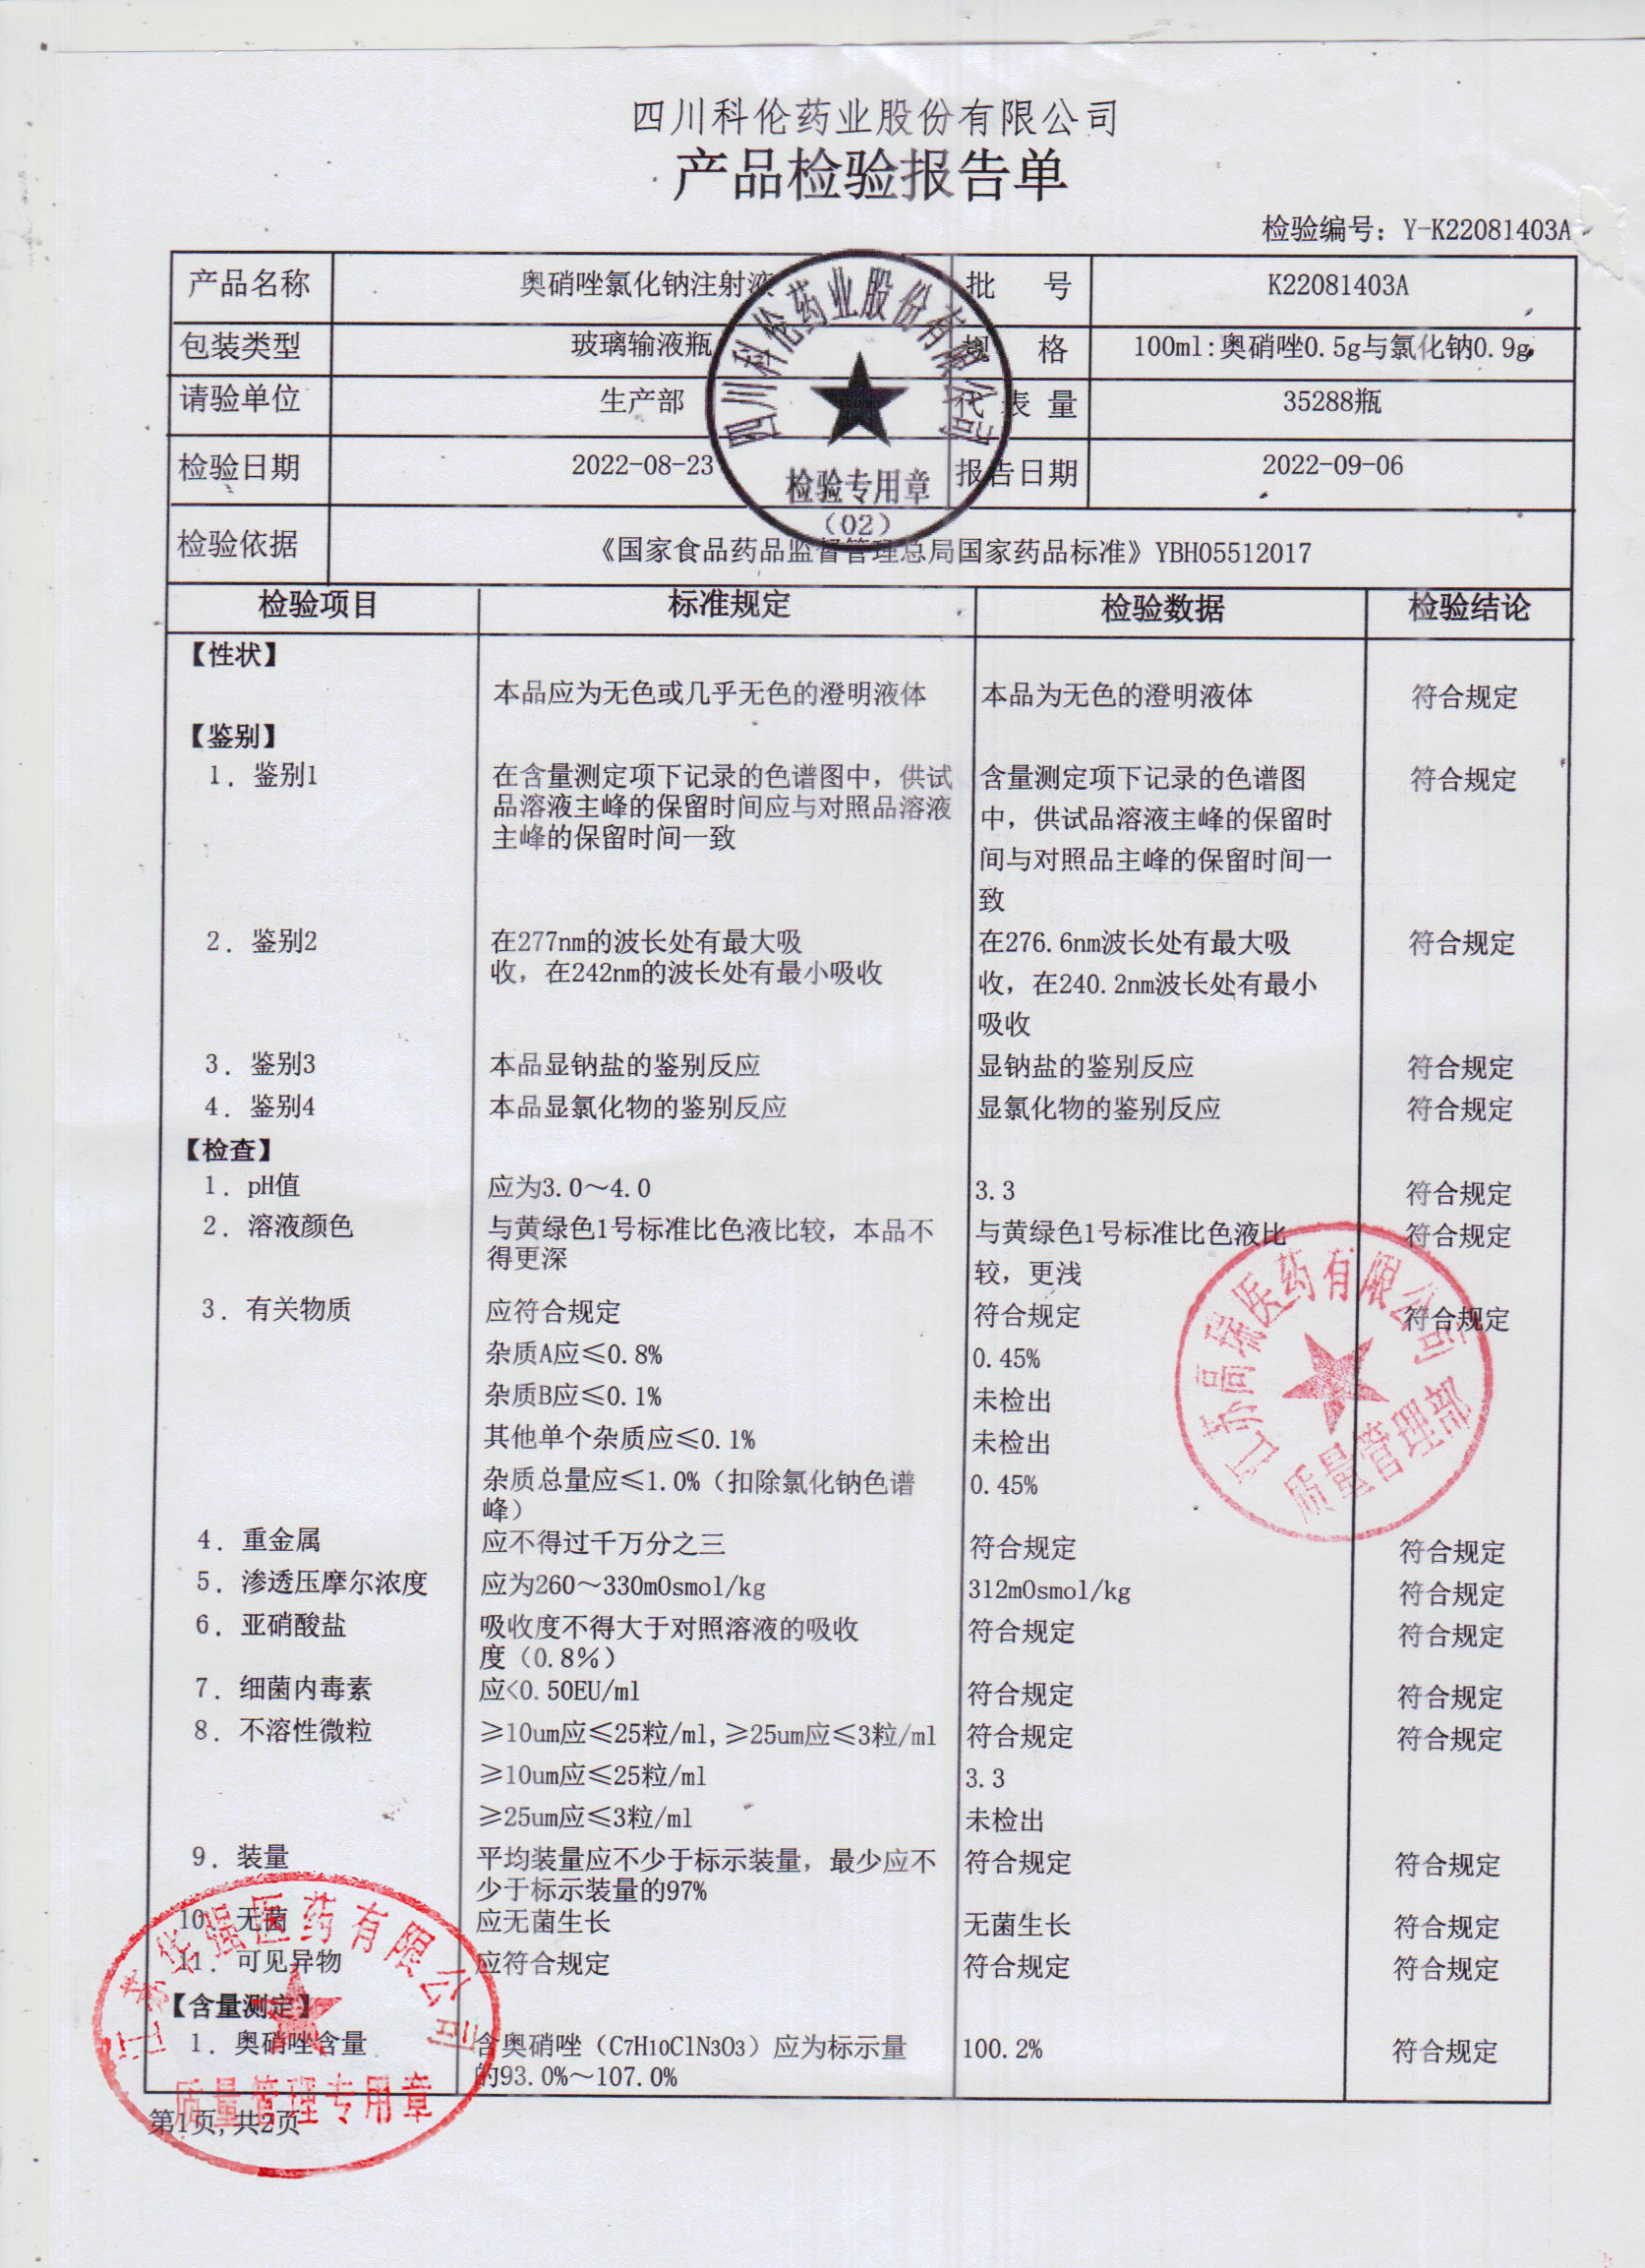 四川科伦药业股份有限公司
产品检验报告单
检验编号：Y-K22081403A
产品名称 奥硝唑氯化钠注射液 批 号 K22081403A
包装类型 玻璃输液瓶 规 格 100ml:奥硝唑0.5g与氯化钠0.9g
请验单位 生产部 代 表 量 35288瓶
检验日期 2022-08-23 报告日期 2022-09-06
检验依据 《国家食品药品监督管理总局国家药品标准》YBH05512017
四川科伦药业股份有限公司
检验专用章
（02）
检验项目 标准规定 检验数据 检验结论
【性状】
本品应为无色或几乎无色的澄明液体 本品为无色的澄明液体 符合规定
【鉴别】
1．鉴别1 在含量测定项下记录的色谱图中，供试 含量测定项下记录的色谱图 符合规定
品溶液主峰的保留时间应与对照品溶液 中，供试品溶液主峰的保留时
主峰的保留时间一致 间与对照品主峰的保留时间一
致
2．鉴别2 在277nm的波长处有最大吸 在276.6nm波长处有最大吸 符合规定
收，在242nm的波长处有最小吸收 收，在240.2nm波长处有最小
吸收
3．鉴别3 本品显钠盐的鉴别反应 显钠盐的鉴别反应 符合规定
4．鉴别4 本品显氯化物的鉴别反应 显氯化物的鉴别反应 符合规定
【检查】
1．pH值 应为3.0～4.0 3.3 符合规定
2．溶液颜色 与黄绿色1号标准比色液比较，本品不 与黄绿色1号标准比色液比 符合规定
得更深 较，更浅
3．有关物质 应符合规定 符合规定 符合规定
杂质A应≤0.8% 0.45%
杂质B应≤0.1% 未检出
其他单个杂质应≤0.1% 未检出
杂质总量应≤1.0%（扣除氯化钠色谱 0.45%
峰）
4．重金属 应不得过千万分之三 符合规定 符合规定
5．渗透压摩尔浓度 应为260～330mOsmol/kg 312mOsmol/kg 符合规定
6．亚硝酸盐 吸收度不得大于对照溶液的吸收 符合规定 符合规定
度（0.8%）
7．细菌内毒素 应<0.50EU/ml 符合规定 符合规定
8．不溶性微粒 ≥10um应≤25粒/ml,≥25um应≤3粒/ml 符合规定 符合规定
≥10um应≤25粒/ml 3.3
≥25um应≤3粒/ml 未检出
9．装量 平均装量应不少于标示装量，最少应不 符合规定 符合规定
少于标示装量的97%
10．无菌 应无菌生长 无菌生长 符合规定
11．可见异物 应符合规定 符合规定 符合规定
【含量测定】
1．奥硝唑含量 含奥硝唑（C7H10ClN3O3）应为标示量 100.2% 符合规定
的93.0%～107.0%
第1页,共2页
江苏高瑞医药有限公司
质量管理部
江苏华强医药有限公司
质量管理专用章